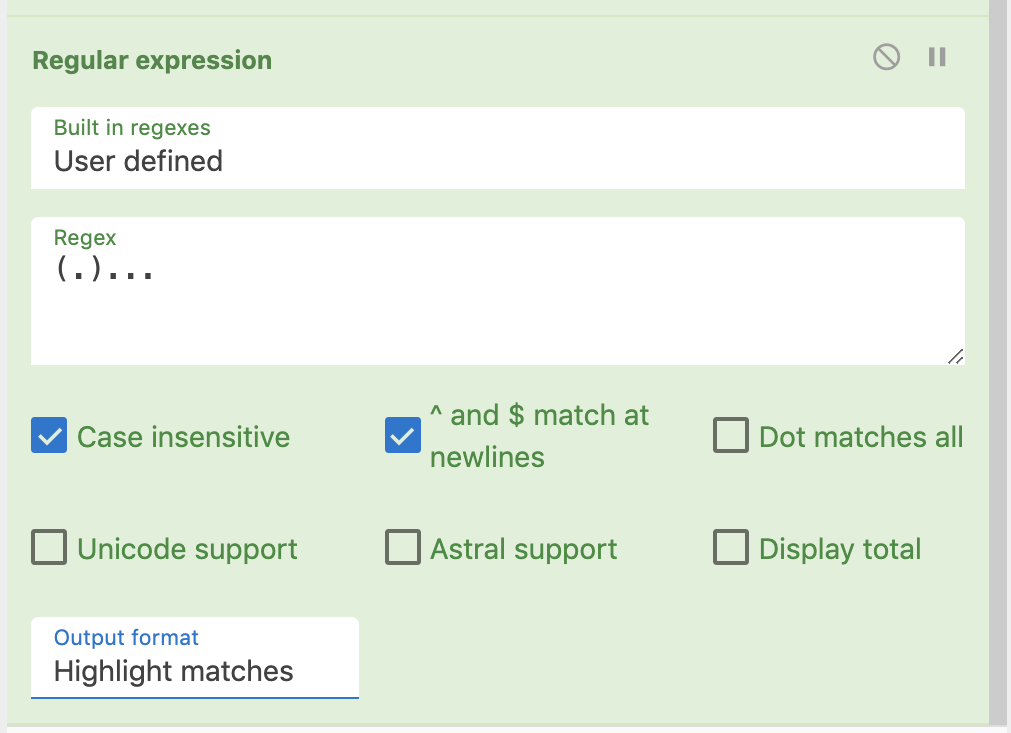 Regular expression
Built in regexes
User defined
Regex
(.)...
Case insensitive
^ and $ match at
newlines
Dot matches all
Unicode support
Astral support
Display total
Output format
Highlight matches